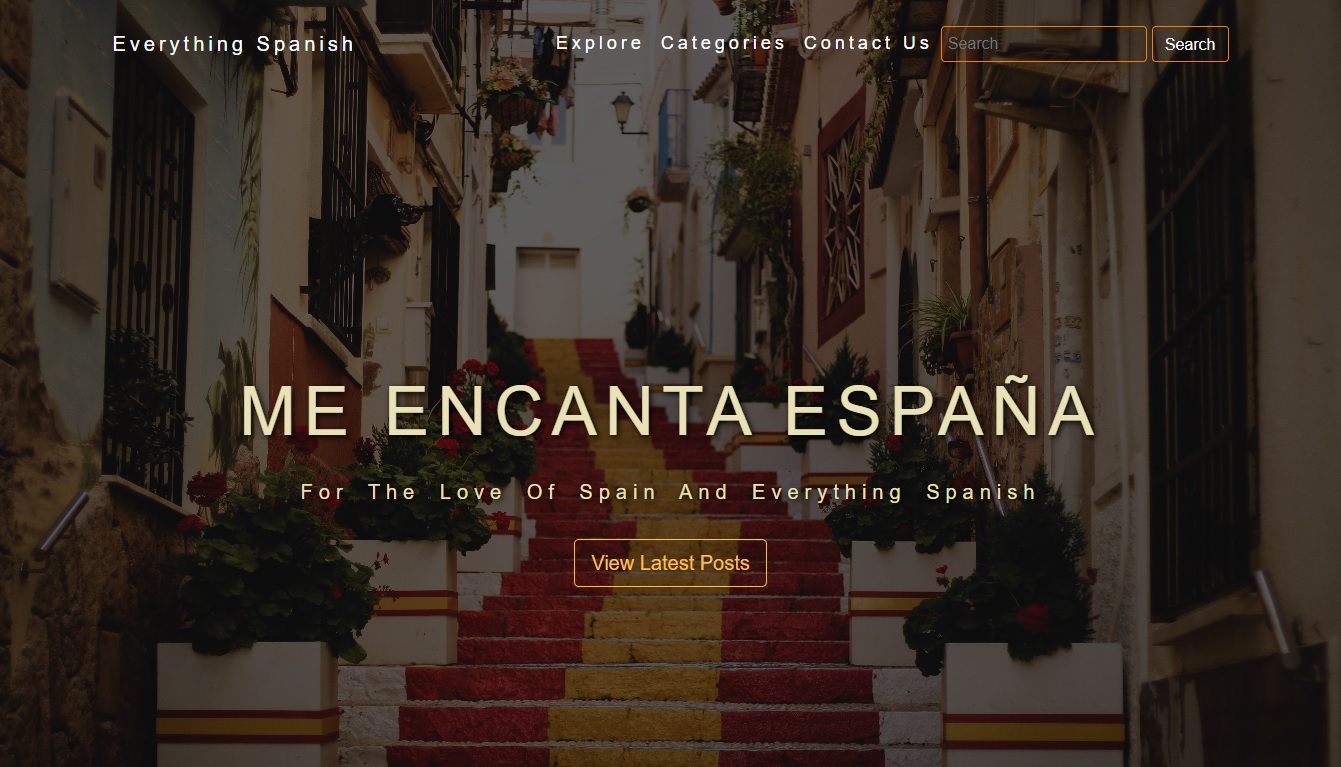 Everything Spanish
Explore Categories Contact Us Search Search
ME ENCANTA ESPAÑA
For The Love Of Spain And Everything Spanish
View Latest Posts